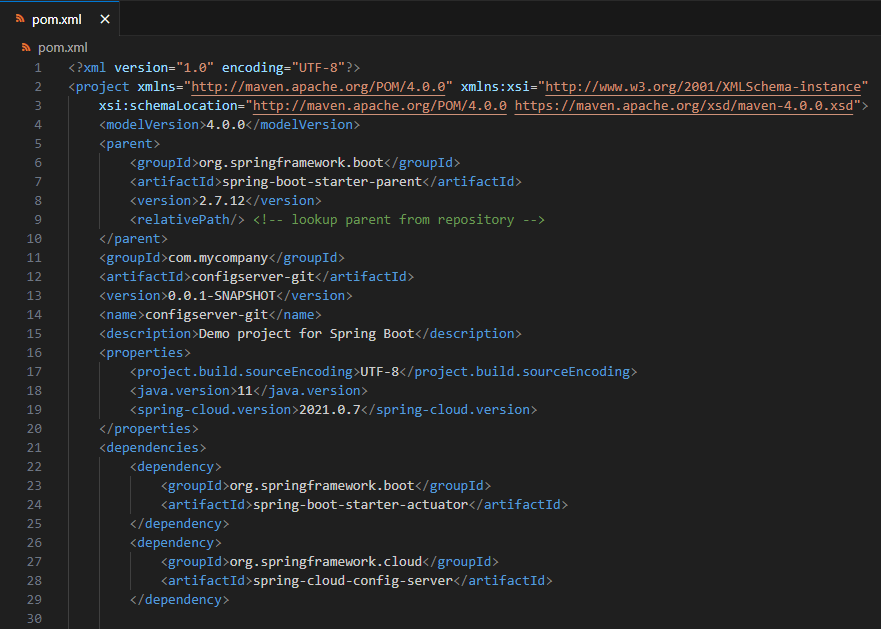 pom.xml
pom.xml
1 <?xml version="1.0" encoding="UTF-8"?>
2 <project xmlns="http://maven.apache.org/POM/4.0.0" xmlns:xsi="http://www.w3.org/2001/XMLSchema-instance"
3     xsi:schemaLocation="http://maven.apache.org/POM/4.0.0 https://maven.apache.org/xsd/maven-4.0.0.xsd">
4     <modelVersion>4.0.0</modelVersion>
5     <parent>
6         <groupId>org.springframework.boot</groupId>
7         <artifactId>spring-boot-starter-parent</artifactId>
8         <version>2.7.12</version>
9         <relativePath/> <!-- lookup parent from repository -->
10     </parent>
11     <groupId>com.mycompany</groupId>
12     <artifactId>configserver-git</artifactId>
13     <version>0.0.1-SNAPSHOT</version>
14     <name>configserver-git</name>
15     <description>Demo project for Spring Boot</description>
16     <properties>
17         <project.build.sourceEncoding>UTF-8</project.build.sourceEncoding>
18         <java.version>11</java.version>
19         <spring-cloud.version>2021.0.7</spring-cloud.version>
20     </properties>
21     <dependencies>
22         <dependency>
23             <groupId>org.springframework.boot</groupId>
24             <artifactId>spring-boot-starter-actuator</artifactId>
25         </dependency>
26         <dependency>
27             <groupId>org.springframework.cloud</groupId>
28             <artifactId>spring-cloud-config-server</artifactId>
29         </dependency>
30